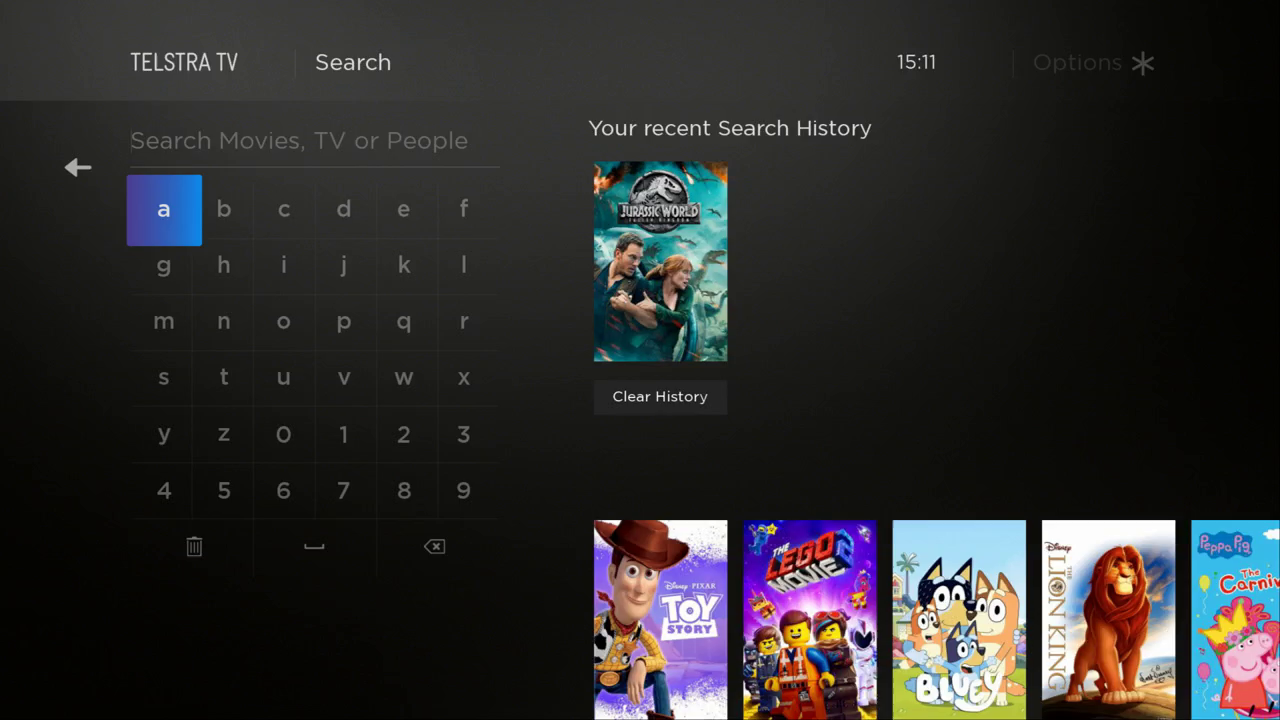 TELSTRA TV
Search
15:11
Options
Search Movies, TV or People
a b c d e f
g h i j k l
m n o p q r
s t u v w x
y z 0 1 2 3
4 5 6 7 8 9
Your recent Search History
JURASSIC WORLD
FALLEN KINGDOM
Clear History
Disney PIXAR
TOY
STORY
THE
LEGO
MOVIE 2
BLUEY
Disney
THE
LION KING
Peppa Pig
The
Carniv